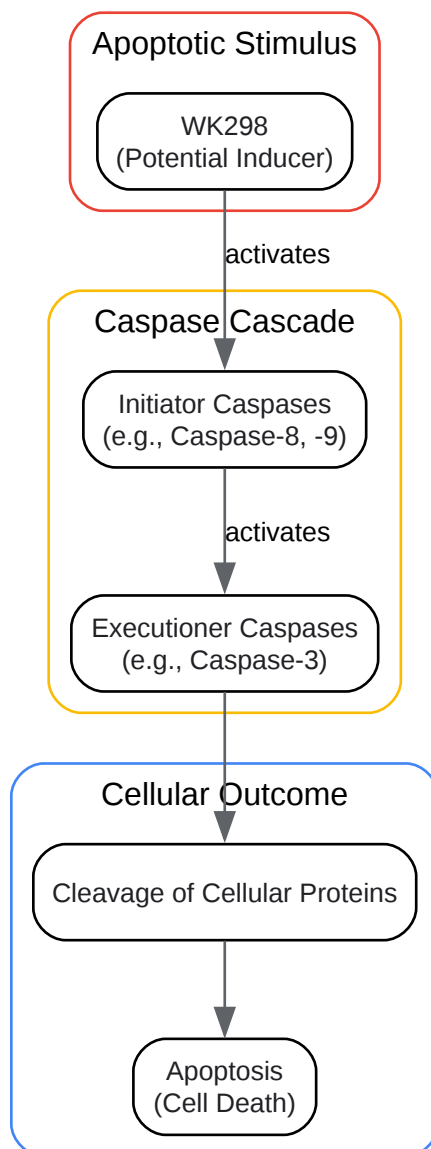 Apoptotic Stimulus
WK298
(Potential Inducer)
activates
Caspase Cascade
Initiator Caspases
(e.g., Caspase-8, -9)
activates
Executioner Caspases
(e.g., Caspase-3)
Cellular Outcome
Cleavage of Cellular Proteins
Apoptosis
(Cell Death)